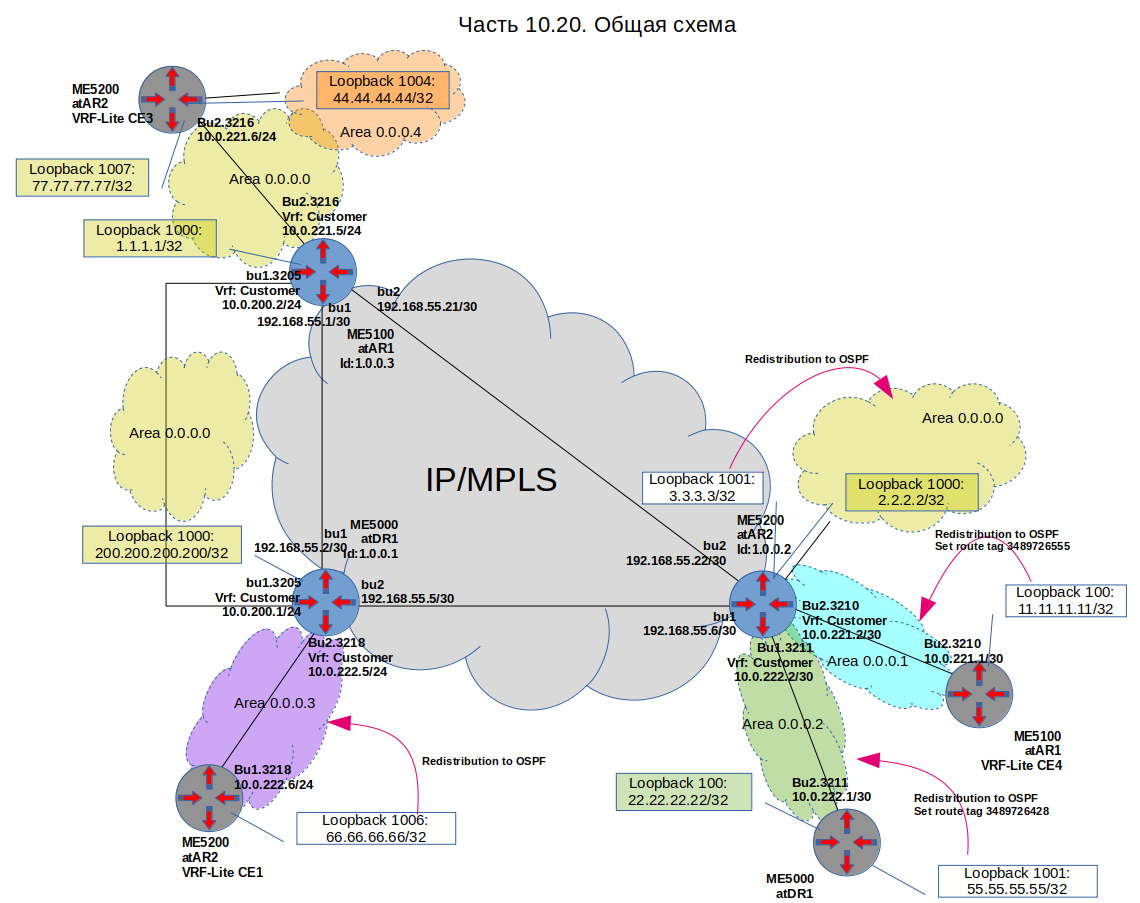 Часть 10.20. Общая схема
ME5200
atAR2
VRF-Lite CE3
Loopback 1004:
44.44.44.44/32
Area 0.0.0.4
Bu2.3216
10.0.221.6/24
Loopback 1007:
77.77.77.77/32
Area 0.0.0.0
Bu2.3216
Vrf: Customer
10.0.221.5/24
Loopback 1000:
1.1.1.1/32
bu1.3205
Vrf: Customer
10.0.200.2/24
bu1
192.168.55.1/30
bu2
192.168.55.21/30
ME5100
atAR1
Id:1.0.0.3
Redistribution to OSPF
Area 0.0.0.0
Area 0.0.0.0
IP/MPLS
Loopback 1001:
3.3.3.3/32
Loopback 1000:
2.2.2.2/32
Loopback 1000:
200.200.200.200/32
bu1
192.168.55.2/30
ME5000
atDR1
Id:1.0.0.1
ME5200
atAR2
Id:1.0.0.2
bu2
192.168.55.22/30
Redistribution to OSPF
Set route tag 3489726555
bu1.3205
Vrf: Customer
10.0.200.1/24
bu2
192.168.55.5/30
Loopback 100:
11.11.11.11/32
bu1
192.168.55.6/30
Bu2.3210
Vrf: Customer
10.0.221.2/30
Bu2.3218
Vrf: Customer
10.0.222.5/24
Bu1.3211
Vrf: Customer
10.0.222.2/30
Area 0.0.0.1
Bu2.3210
10.0.221.1/30
Area 0.0.0.3
Area 0.0.0.2
ME5100
atAR1
VRF-Lite CE4
Redistribution to OSPF
Bu1.3218
10.0.222.6/24
Loopback 100:
22.22.22.22/32
Bu2.3211
10.0.222.1/30
Redistribution to OSPF
Set route tag 3489726428
Loopback 1006:
66.66.66.66/32
ME5200
atAR2
VRF-Lite CE1
ME5000
atDR1
Loopback 1001:
55.55.55.55/32